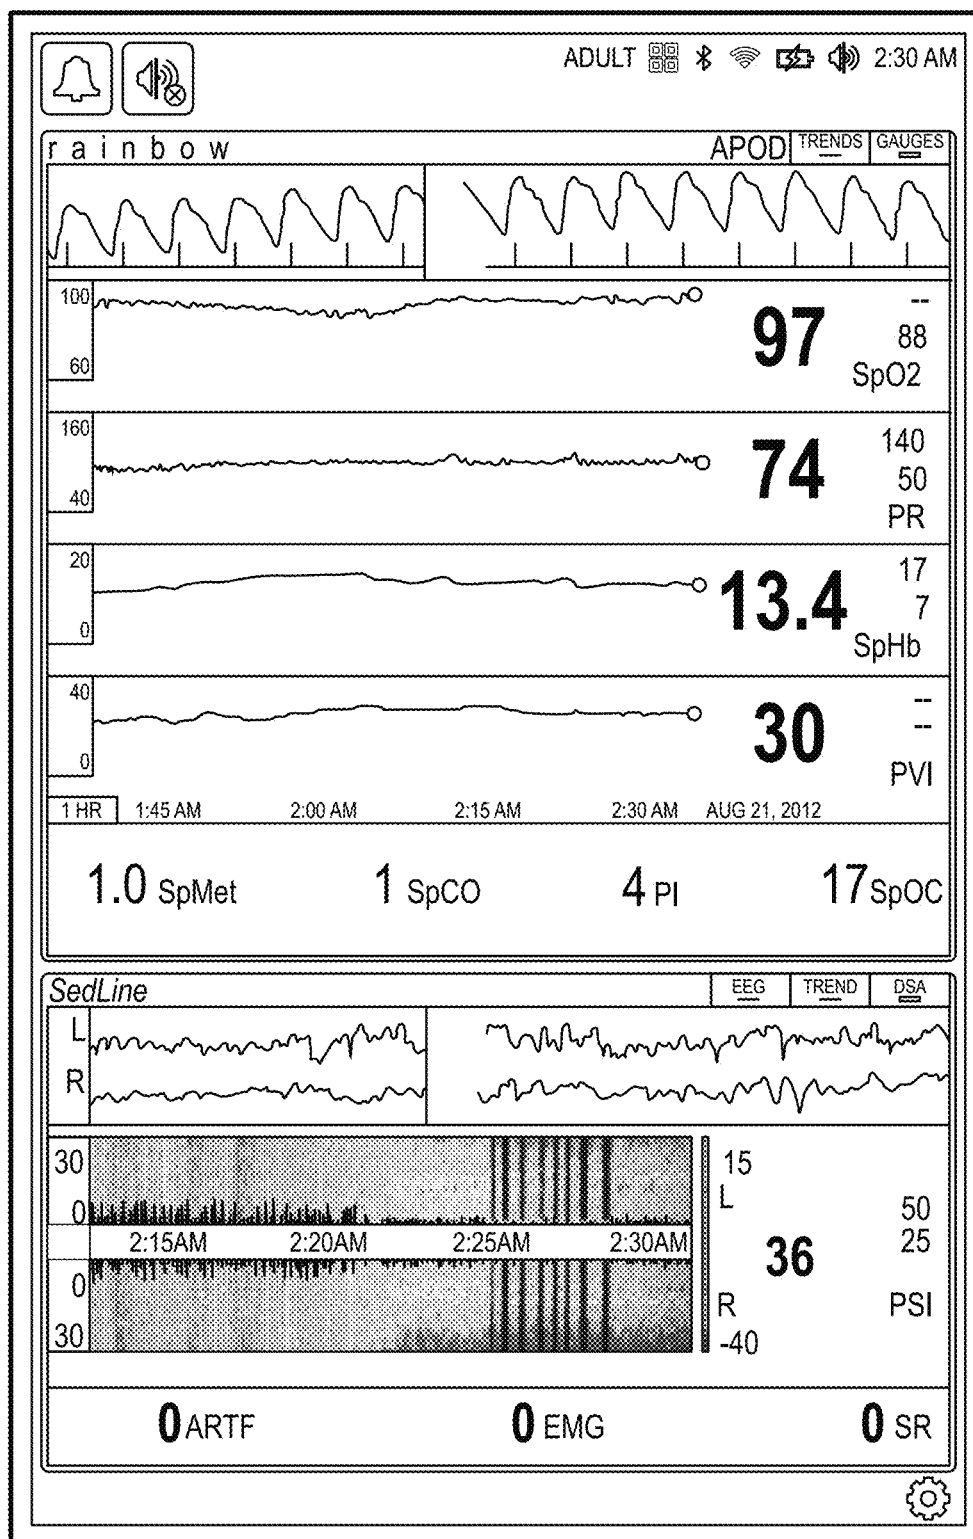 ADULT 2:30 AM
rainbow APOD TRENDS GAUGES
100 --
97 88
60 SpO2
160 140
74 50
40 PR
20 17
13.4 7
0 SpHb
40 --
30 --
0 PVI
1 HR 1:45 AM 2:00 AM 2:15 AM 2:30 AM AUG 21, 2012
1.0 SpMet 1 SpCO 4 PI 17 SpOC
SedLine EEG TREND DSA
L
R
30 15
L
0 50
2:15AM 2:20AM 2:25AM 2:30AM 36 25
0 R PSI
30 -40
0 ARTF 0 EMG 0 SR